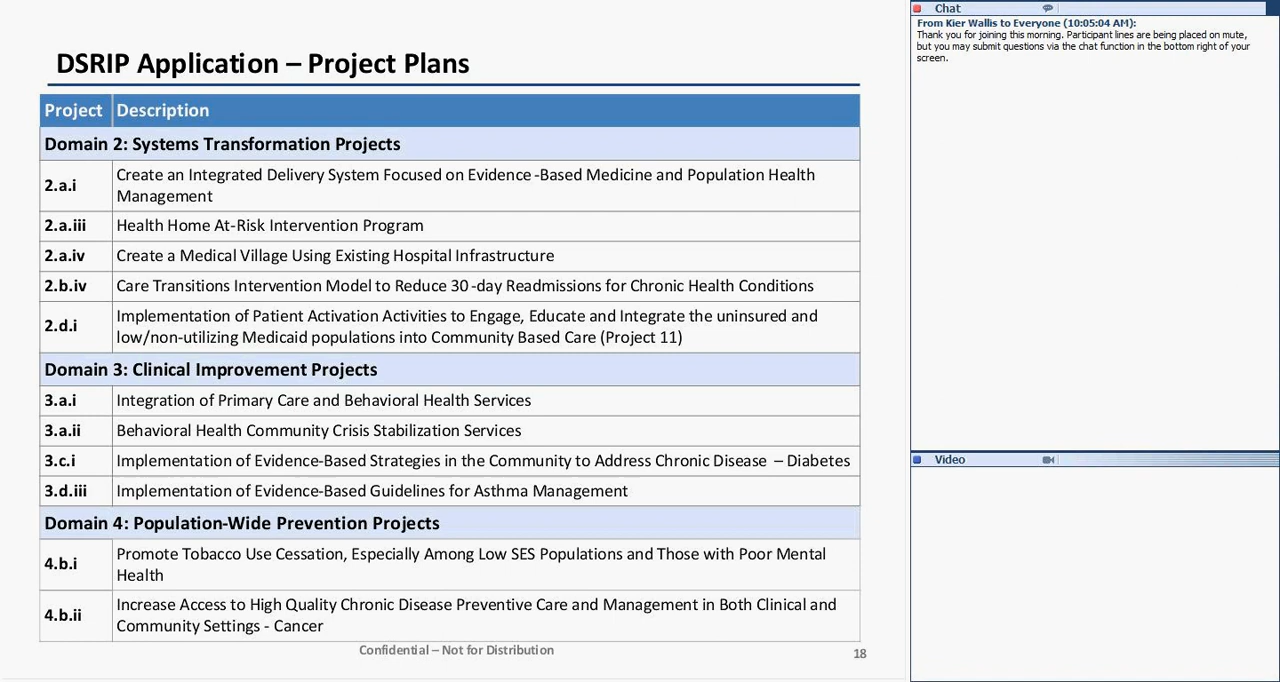 DSRIP Application – Project Plans
Project Description
Domain 2: Systems Transformation Projects
2.a.i Create an Integrated Delivery System Focused on Evidence-Based Medicine and Population Health
Management
2.a.iii Health Home At-Risk Intervention Program
2.a.iv Create a Medical Village Using Existing Hospital Infrastructure
2.b.iv Care Transitions Intervention Model to Reduce 30-day Readmissions for Chronic Health Conditions
2.d.i Implementation of Patient Activation Activities to Engage, Educate and Integrate the uninsured and
low/non-utilizing Medicaid populations into Community Based Care (Project 11)
Domain 3: Clinical Improvement Projects
3.a.i Integration of Primary Care and Behavioral Health Services
3.a.ii Behavioral Health Community Crisis Stabilization Services
3.c.i Implementation of Evidence-Based Strategies in the Community to Address Chronic Disease – Diabetes
3.d.iii Implementation of Evidence-Based Guidelines for Asthma Management
Domain 4: Population-Wide Prevention Projects
4.b.i Promote Tobacco Use Cessation, Especially Among Low SES Populations and Those with Poor Mental
Health
4.b.ii Increase Access to High Quality Chronic Disease Preventive Care and Management in Both Clinical and
Community Settings - Cancer
Confidential – Not for Distribution
18
Chat
From Kier Wallis to Everyone (10:05:04 AM):
Thank you for joining this morning. Participant lines are being placed on mute,
but you may submit questions via the chat function in the bottom right of your
screen.
Video